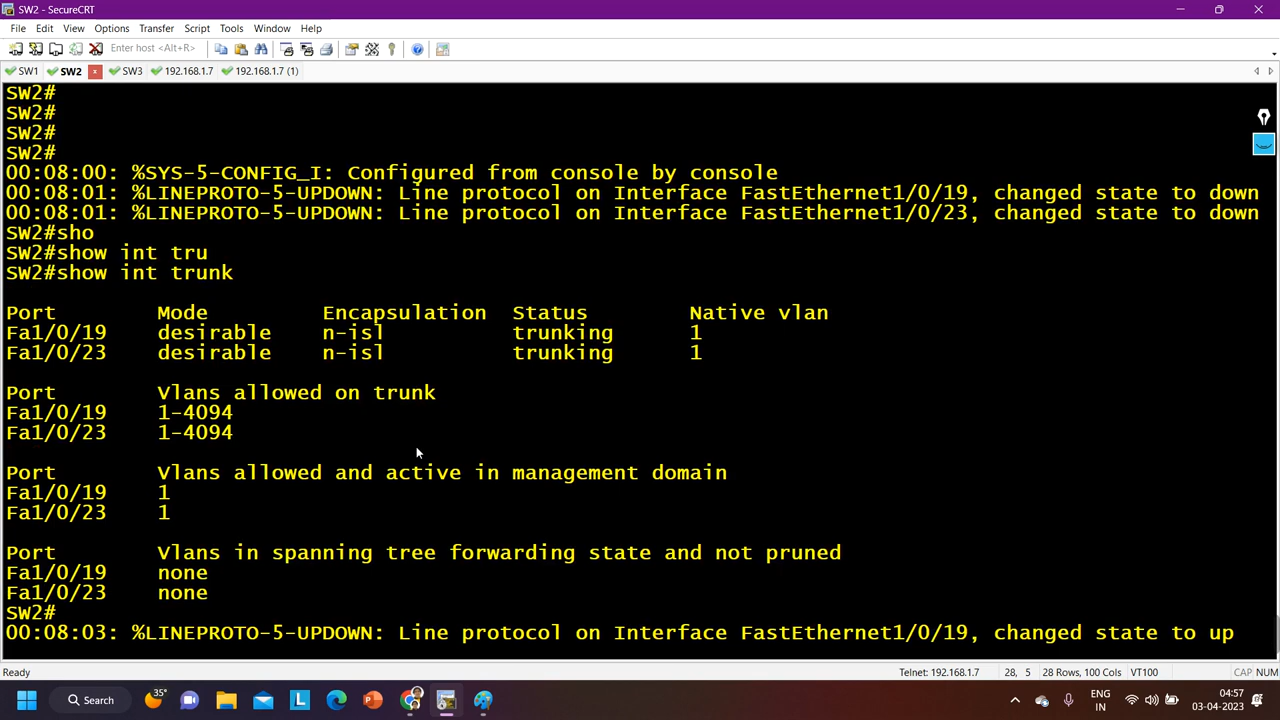 SW2 - SecureCRT
File Edit View Options Transfer Script Tools Window Help
Enter host <Alt+R>
SW1 SW2 x SW3 192.168.1.7 192.168.1.7 (1)
SW2#
SW2#
SW2#
SW2#
00:08:00: %SYS-5-CONFIG_I: Configured from console by console
00:08:01: %LINEPROTO-5-UPDOWN: Line protocol on Interface FastEthernet1/0/19, changed state to down
00:08:01: %LINEPROTO-5-UPDOWN: Line protocol on Interface FastEthernet1/0/23, changed state to down
SW2#sho
SW2#show int tru
SW2#show int trunk
Port Mode Encapsulation Status Native vlan
Fa1/0/19 desirable n-isl trunking 1
Fa1/0/23 desirable n-isl trunking 1
Port Vlans allowed on trunk
Fa1/0/19 1-4094
Fa1/0/23 1-4094
Port Vlans allowed and active in management domain
Fa1/0/19 1
Fa1/0/23 1
Port Vlans in spanning tree forwarding state and not pruned
Fa1/0/19 none
Fa1/0/23 none
SW2#
00:08:03: %LINEPROTO-5-UPDOWN: Line protocol on Interface FastEthernet1/0/19, changed state to up
Ready Telnet: 192.168.1.7 28, 5 28 Rows, 100 Cols VT100 CAP NUM
Search 35° L ENG 04:57
IN 03-04-2023